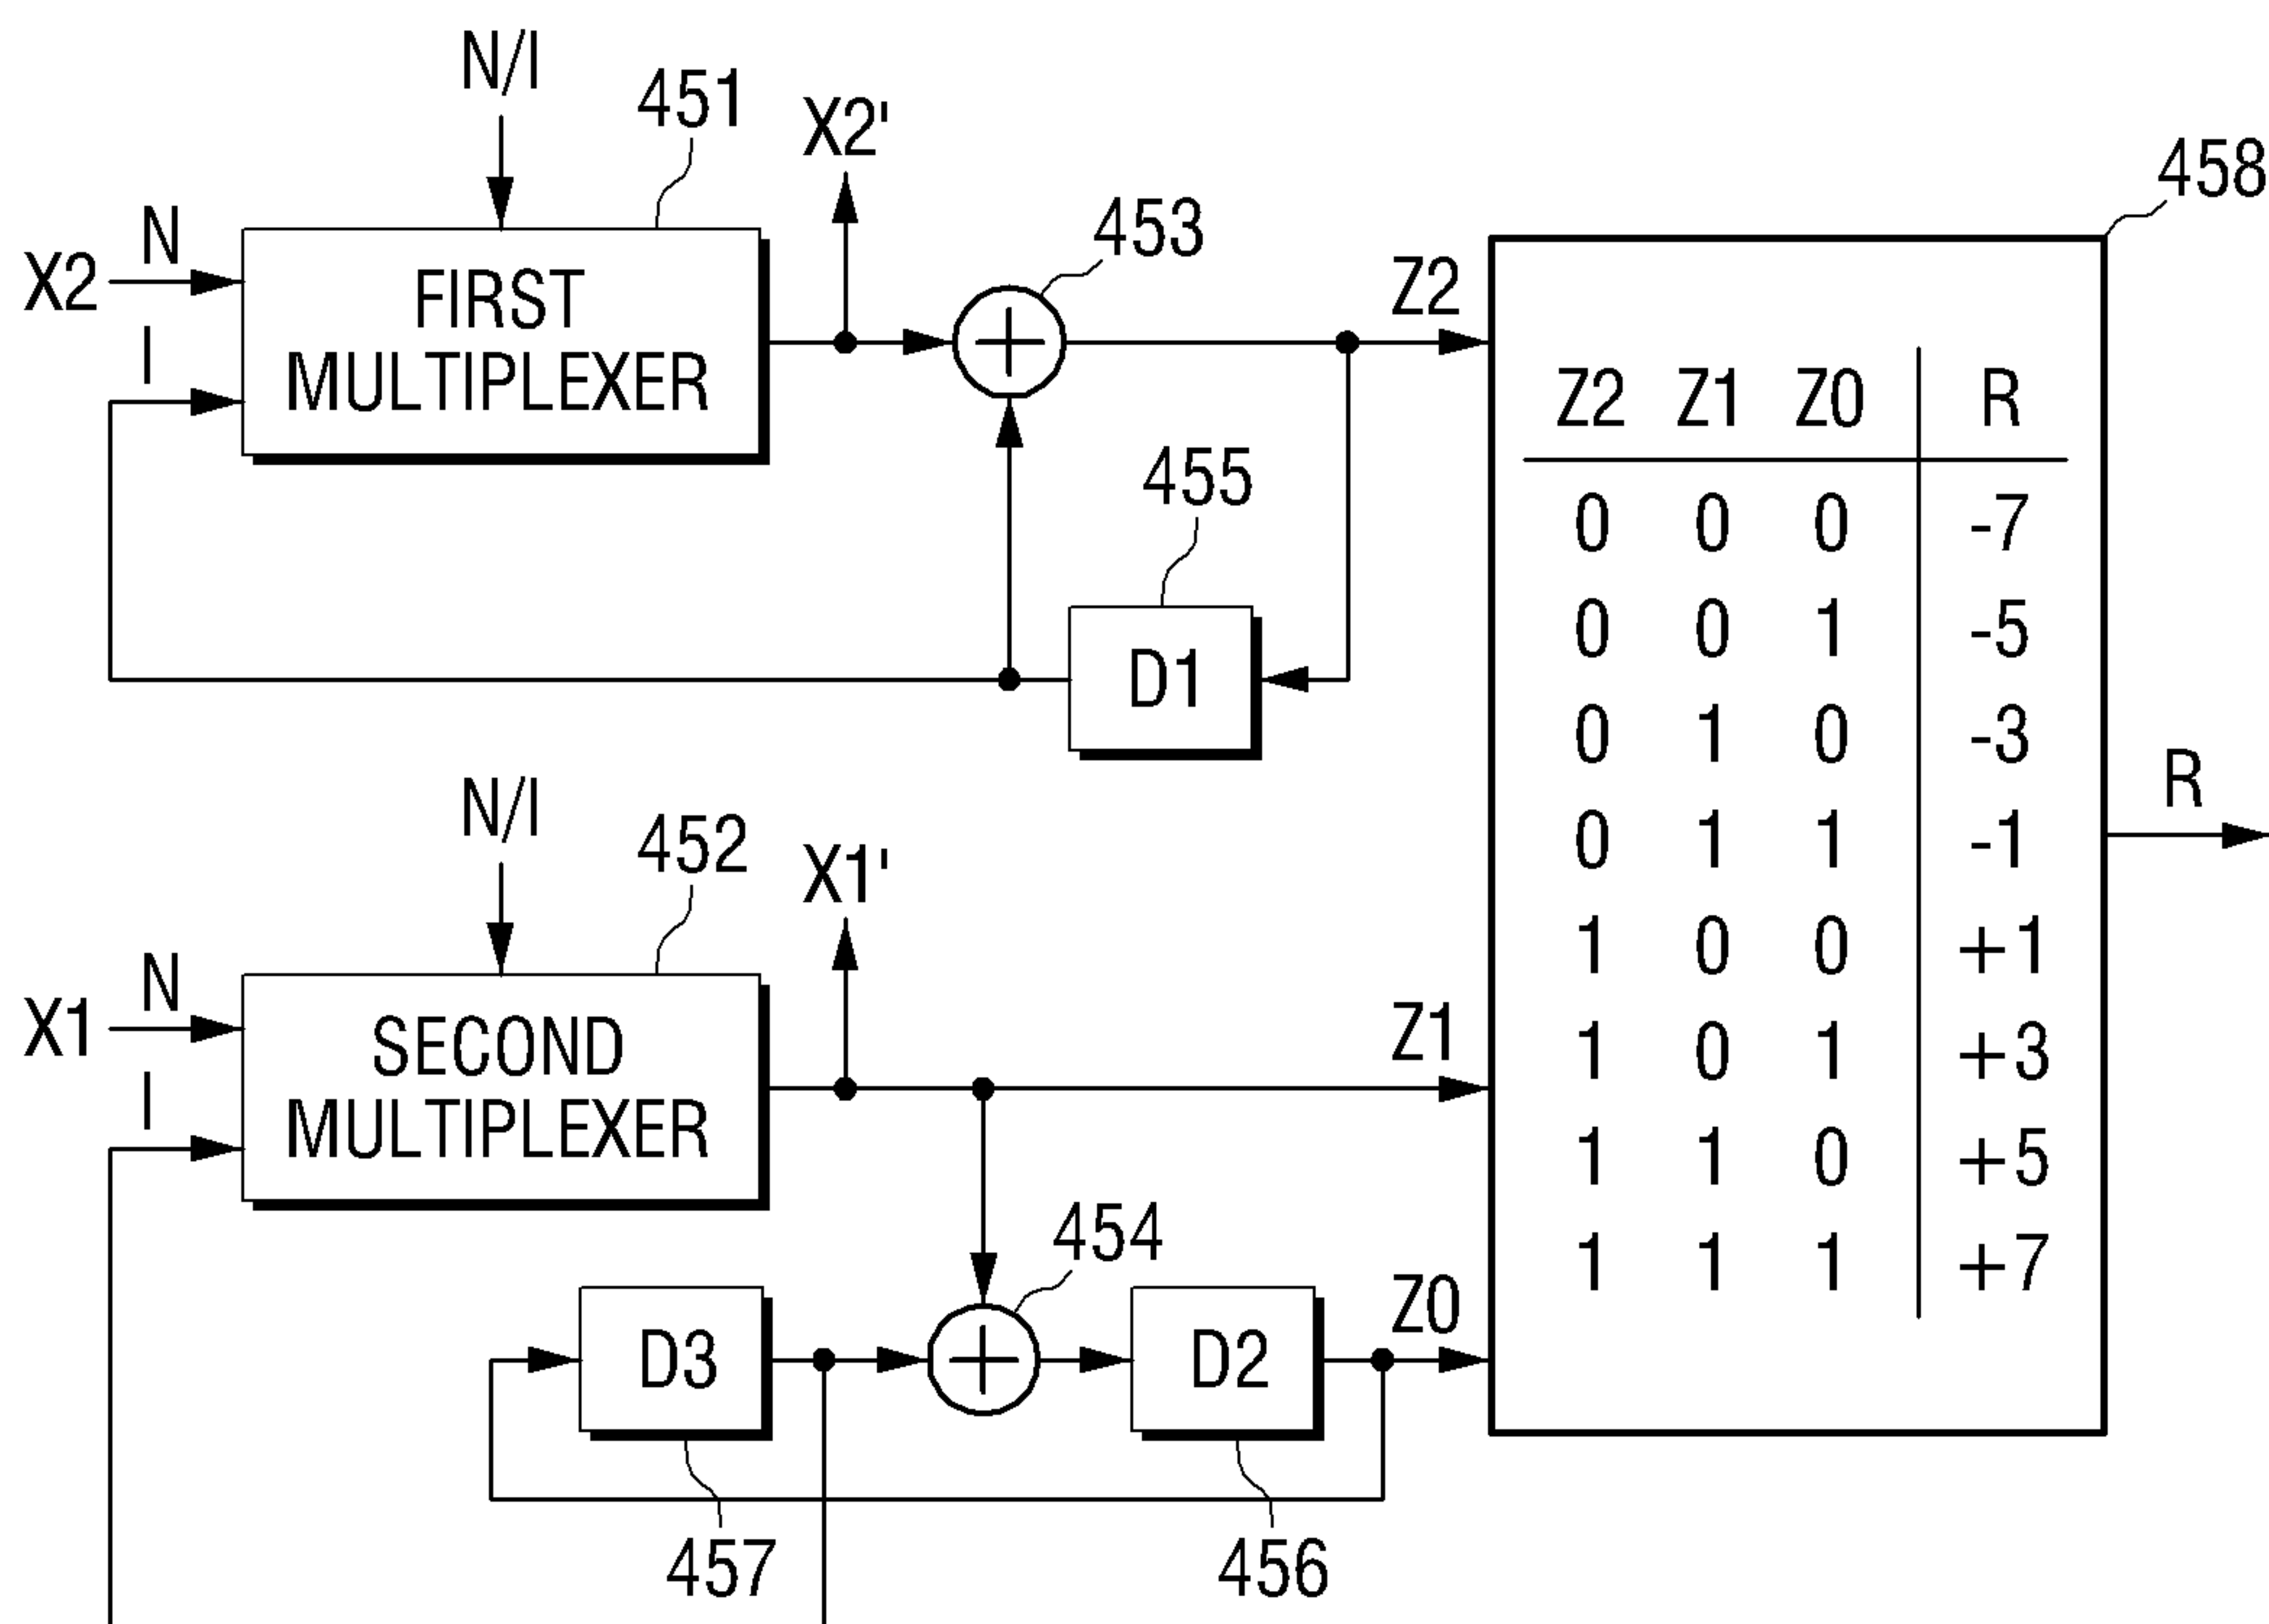 N/I
451
X2'
458
453
X2
N
I
FIRST
MULTIPLEXER
Z2
Z2 Z1 Z0 R
0 0 0 -7
0 0 1 -5
0 1 0 -3
0 1 1 -1
1 0 0 +1
1 0 1 +3
1 1 0 +5
1 1 1 +7
455
D1
R
N/I
452
X1'
X1
N
I
SECOND
MULTIPLEXER
Z1
454
Z0
D3
D2
457
456